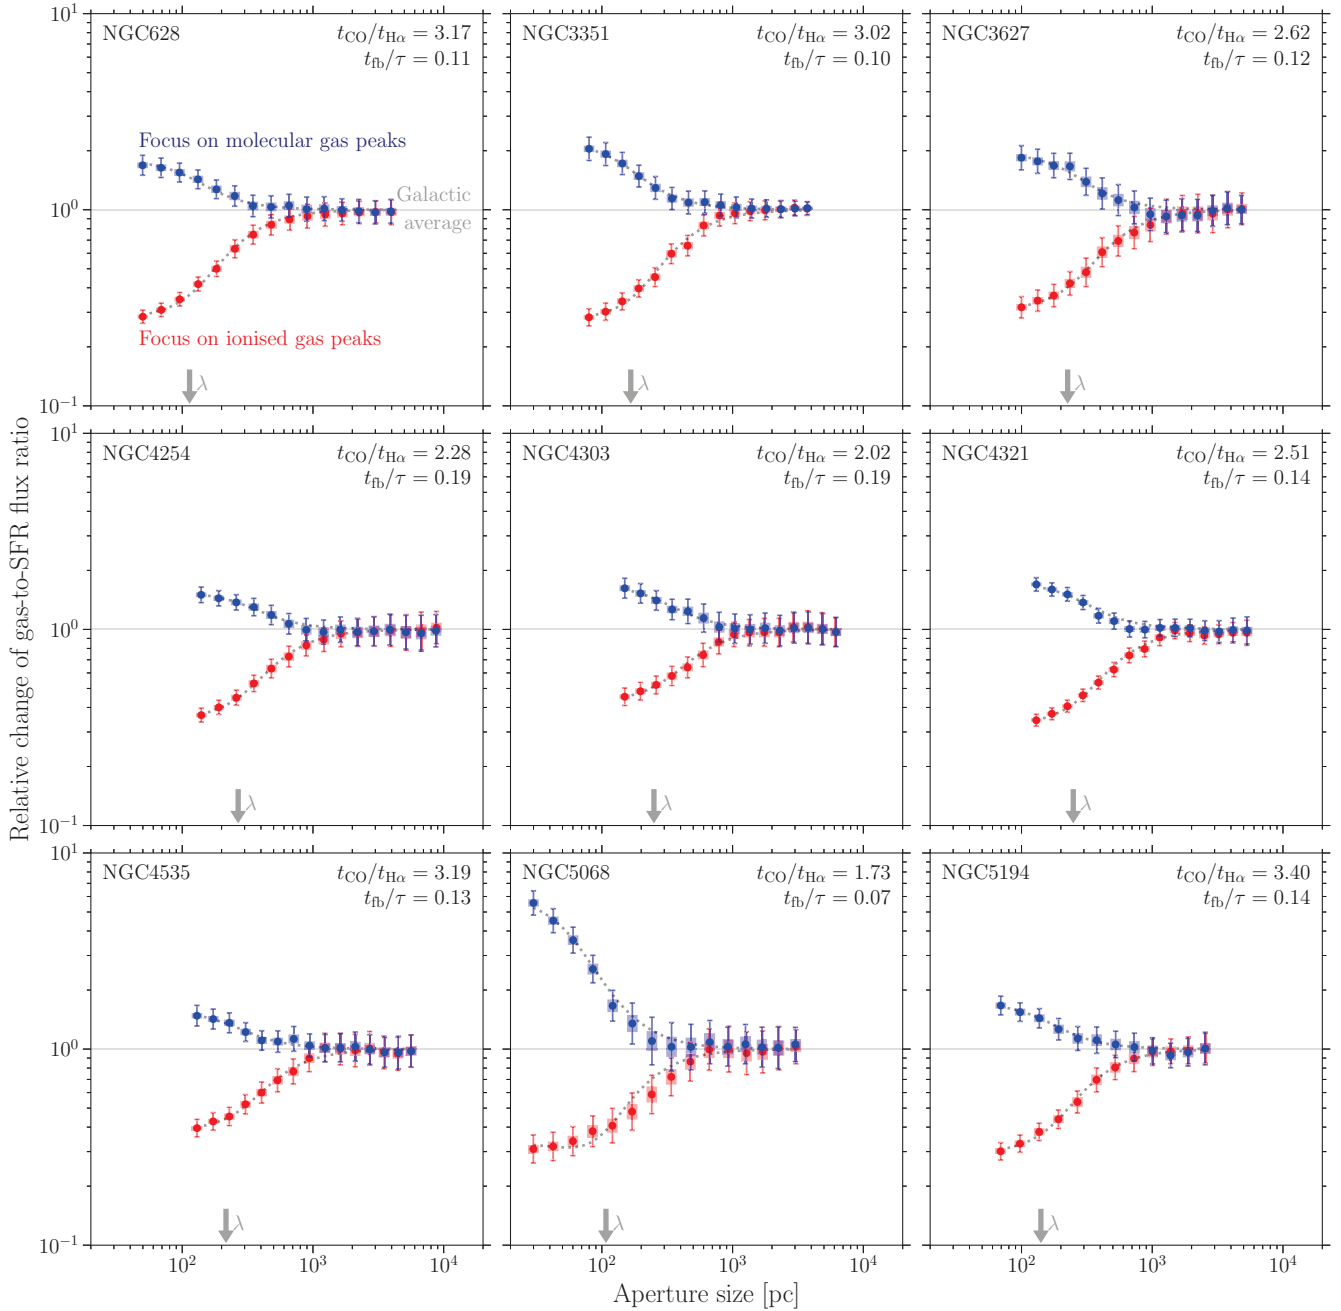 NGC628
t_CO/t_Hα = 3.17
t_fb/τ = 0.11
Focus on molecular gas peaks
Galactic
average
Focus on ionised gas peaks
λ
10^1
10^0
10^-1
NGC3351
t_CO/t_Hα = 3.02
t_fb/τ = 0.10
λ
NGC3627
t_CO/t_Hα = 2.62
t_fb/τ = 0.12
λ
Relative change of gas-to-SFR flux ratio
NGC4254
t_CO/t_Hα = 2.28
t_fb/τ = 0.19
λ
10^1
10^0
10^-1
NGC4303
t_CO/t_Hα = 2.02
t_fb/τ = 0.19
λ
NGC4321
t_CO/t_Hα = 2.51
t_fb/τ = 0.14
λ
NGC4535
t_CO/t_Hα = 3.19
t_fb/τ = 0.13
λ
10^1
10^0
10^-1
NGC5068
t_CO/t_Hα = 1.73
t_fb/τ = 0.07
λ
NGC5194
t_CO/t_Hα = 3.40
t_fb/τ = 0.14
λ
10^2 10^3 10^4
10^2 10^3 10^4
10^2 10^3 10^4
Aperture size [pc]